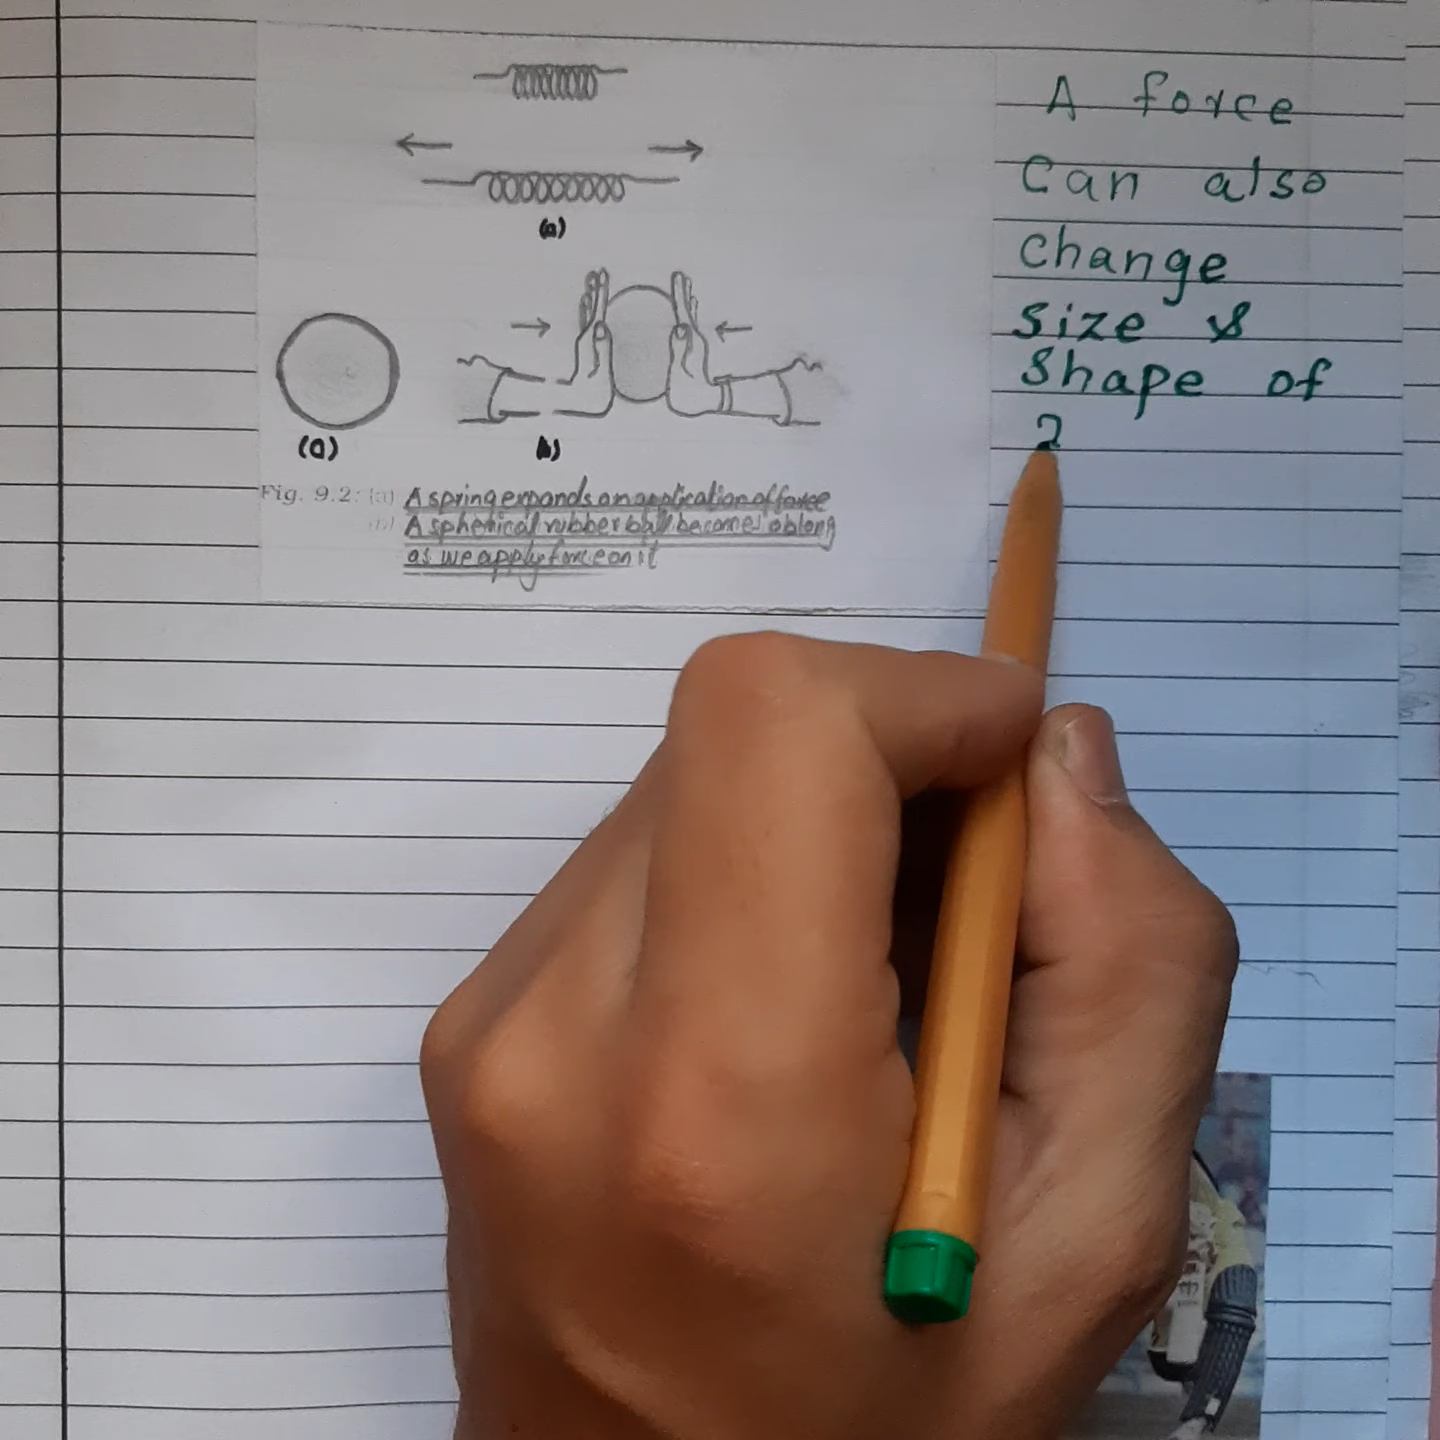 (a)
(a)
b)
Fig. 9.2: (a) A spring expands on application of force
(b) A spherical rubber ball becomes oblong
as we apply force on it
A force
Can also
change
size &
shape of